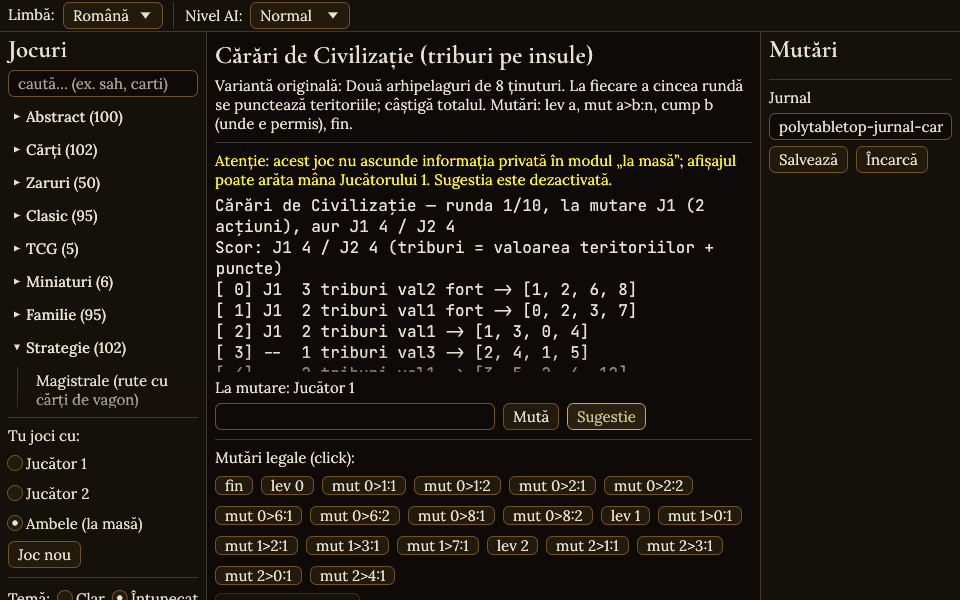 Limbă:
Română ▼
Nivel AI:
Normal ▼
Jocuri
caută... (ex. sah, carti)
▸ Abstract (100)
▸ Cărți (102)
▸ Zaruri (50)
▸ Clasic (95)
▸ TCG (5)
▸ Miniaturi (6)
▸ Familie (95)
▾ Strategie (102)
Magistrale (rute cu
cărți de vagon)
Tu joci cu:
Jucător 1
Jucător 2
Ambele (la masă)
Joc nou
Temă: Clar Întunecat
Cărări de Civilizație (triburi pe insule)
Variantă originală: Două arhipelaguri de 8 ținuturi. La fiecare a cincea rundă
se punctează teritoriile; câștigă totalul. Mutări: lev a, mut a>b:n, cump b
(unde e permis), fin.
Atenție: acest joc nu ascunde informația privată în modul „la masă”; afișajul
poate arăta mâna Jucătorului 1. Sugestia este dezactivată.
Cărări de Civilizație — runda 1/10, la mutare J1 (2
acțiuni), aur J1 4 / J2 4
Scor: J1 4 / J2 4 (triburi = valoarea teritoriilor +
puncte)
[ 0] J1  3 triburi val2 fort -> [1, 2, 6, 8]
[ 1] J1  2 triburi val1 fort -> [0, 2, 3, 7]
[ 2] J1  2 triburi val1 -> [1, 3, 0, 4]
[ 3] --  1 triburi val3 -> [2, 4, 1, 5]
La mutare: Jucător 1
Mută
Sugestie
Mutări legale (click):
fin lev 0 mut 0>1:1 mut 0>1:2 mut 0>2:1 mut 0>2:2
mut 0>6:1 mut 0>6:2 mut 0>8:1 mut 0>8:2 lev 1 mut 1>0:1
mut 1>2:1 mut 1>3:1 mut 1>7:1 lev 2 mut 2>1:1 mut 2>3:1
mut 2>0:1 mut 2>4:1
Mutări
Jurnal
polytabletop-jurnal-car
Salvează
Încarcă